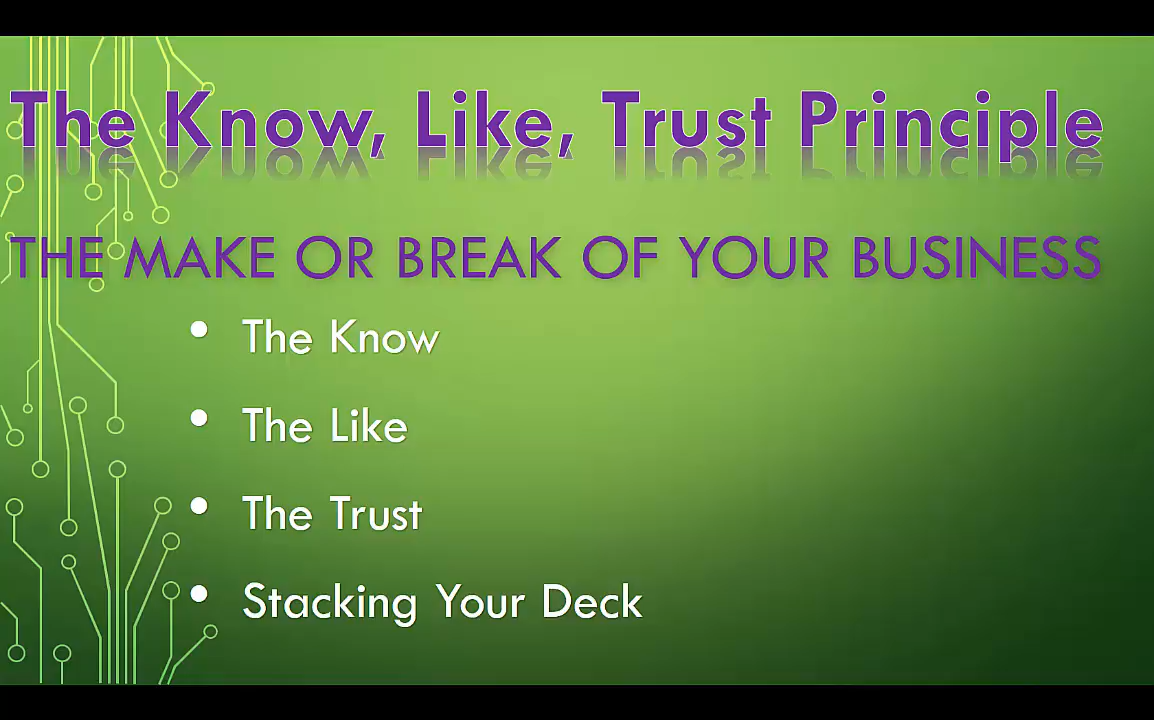 The Know, Like, Trust Principle
THE MAKE OR BREAK OF YOUR BUSINESS
• The Know
• The Like
• The Trust
• Stacking Your Deck